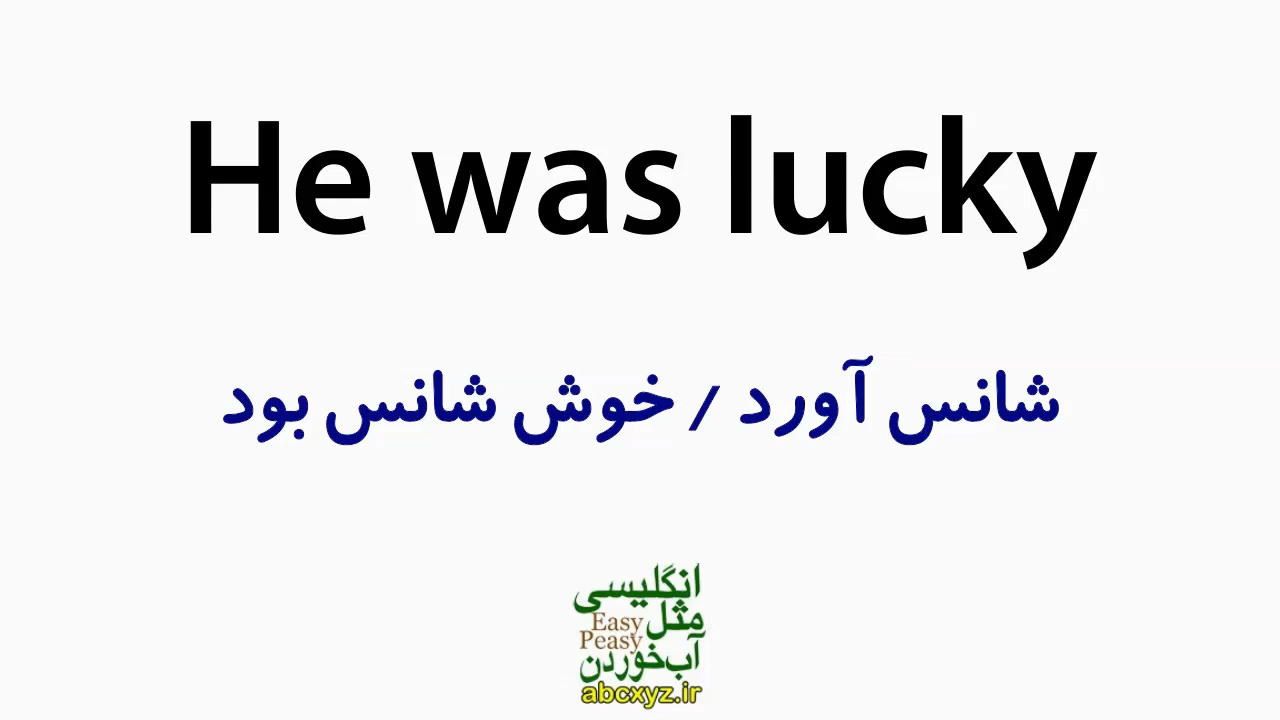 He was lucky
شانس آورد / خوش شانس بود
انگلیسی
مثل
Easy
Peasy
آب‌خوردن
abcxyz.ir